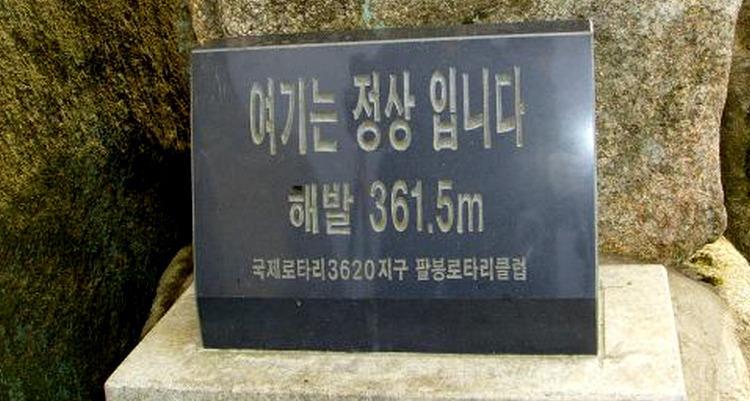 여기는 정상 입니다
해발 361.5m
국제로타리3620지구 팔봉로타리클럽